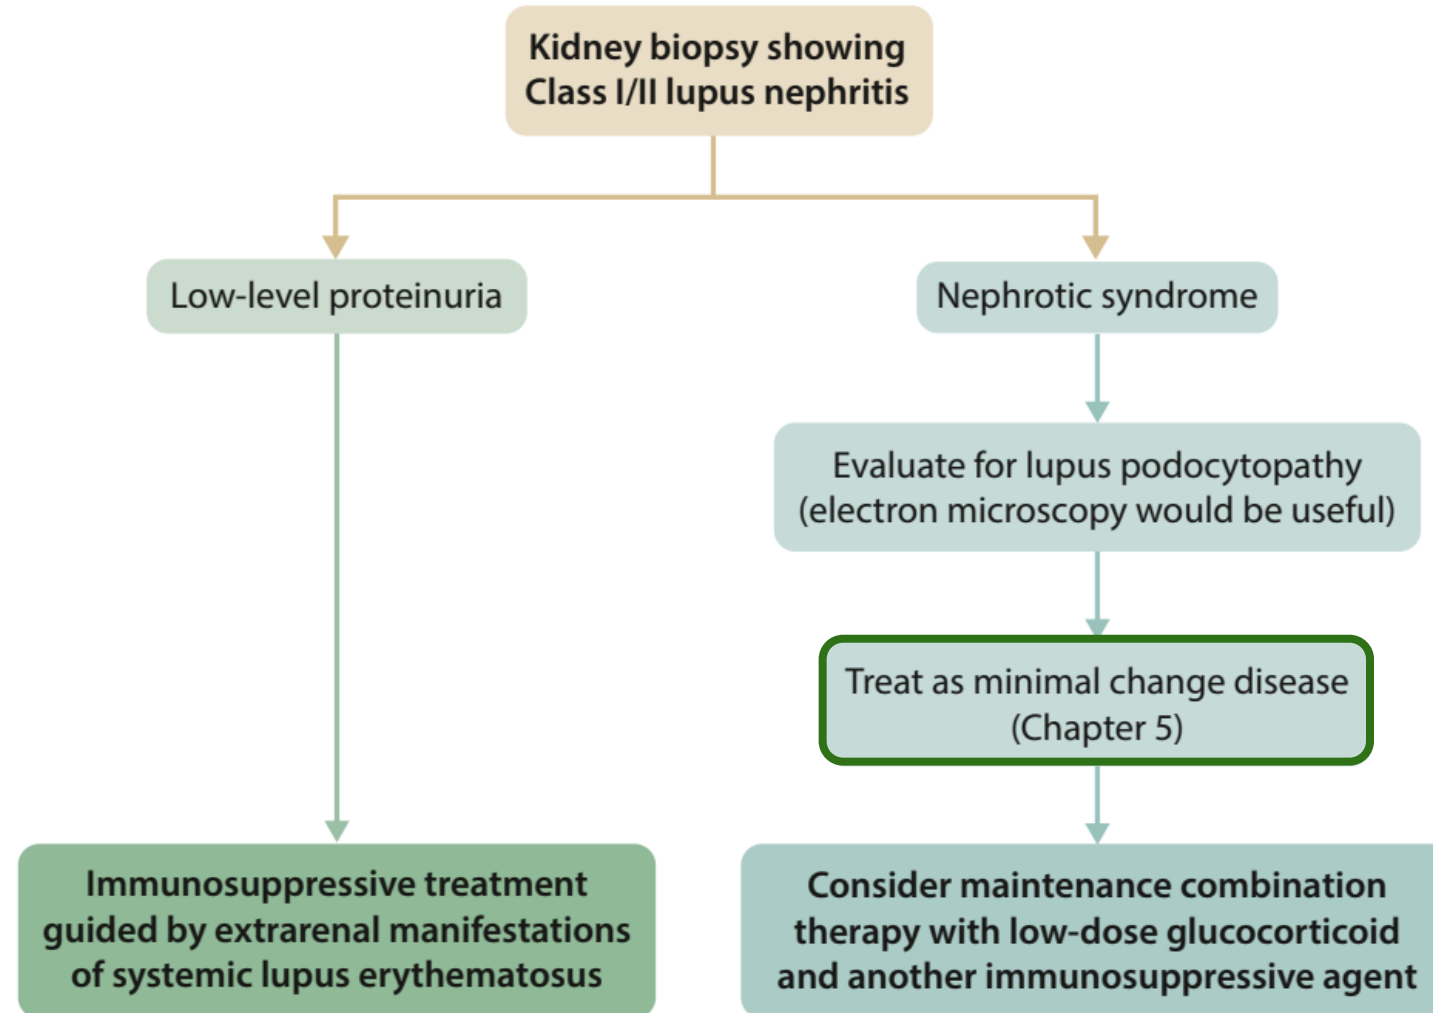 Kidney biopsy showing
Class I/II lupus nephritis
Low-level proteinuria
Nephrotic syndrome
Evaluate for lupus podocytopathy
(electron microscopy would be useful)
Treat as minimal change disease
(Chapter 5)
Immunosuppressive treatment
guided by extrarenal manifestations
of systemic lupus erythematosus
Consider maintenance combination
therapy with low-dose glucocorticoid
and another immunosuppressive agent